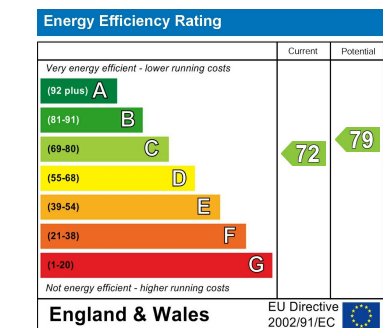 Energy Efficiency Rating
Current Potential
Very energy efficient - lower running costs
(92 plus) A
(81-91) B
(69-80) C
(55-68) D
(39-54) E
(21-38) F
(1-20) G
72
79
Not energy efficient - higher running costs
England & Wales
EU Directive
2002/91/EC